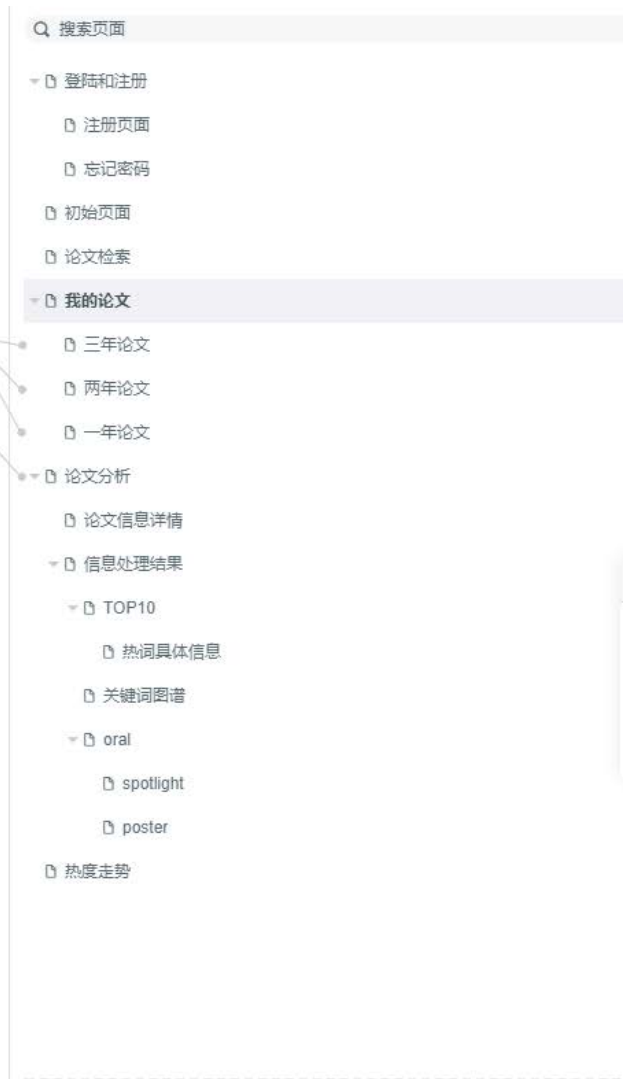 搜索页面
登陆和注册
注册页面
忘记密码
初始页面
论文检索
我的论文
三年论文
两年论文
一年论文
论文分析
论文信息详情
信息处理结果
TOP10
热词具体信息
关键词图谱
oral
spotlight
poster
热度走势